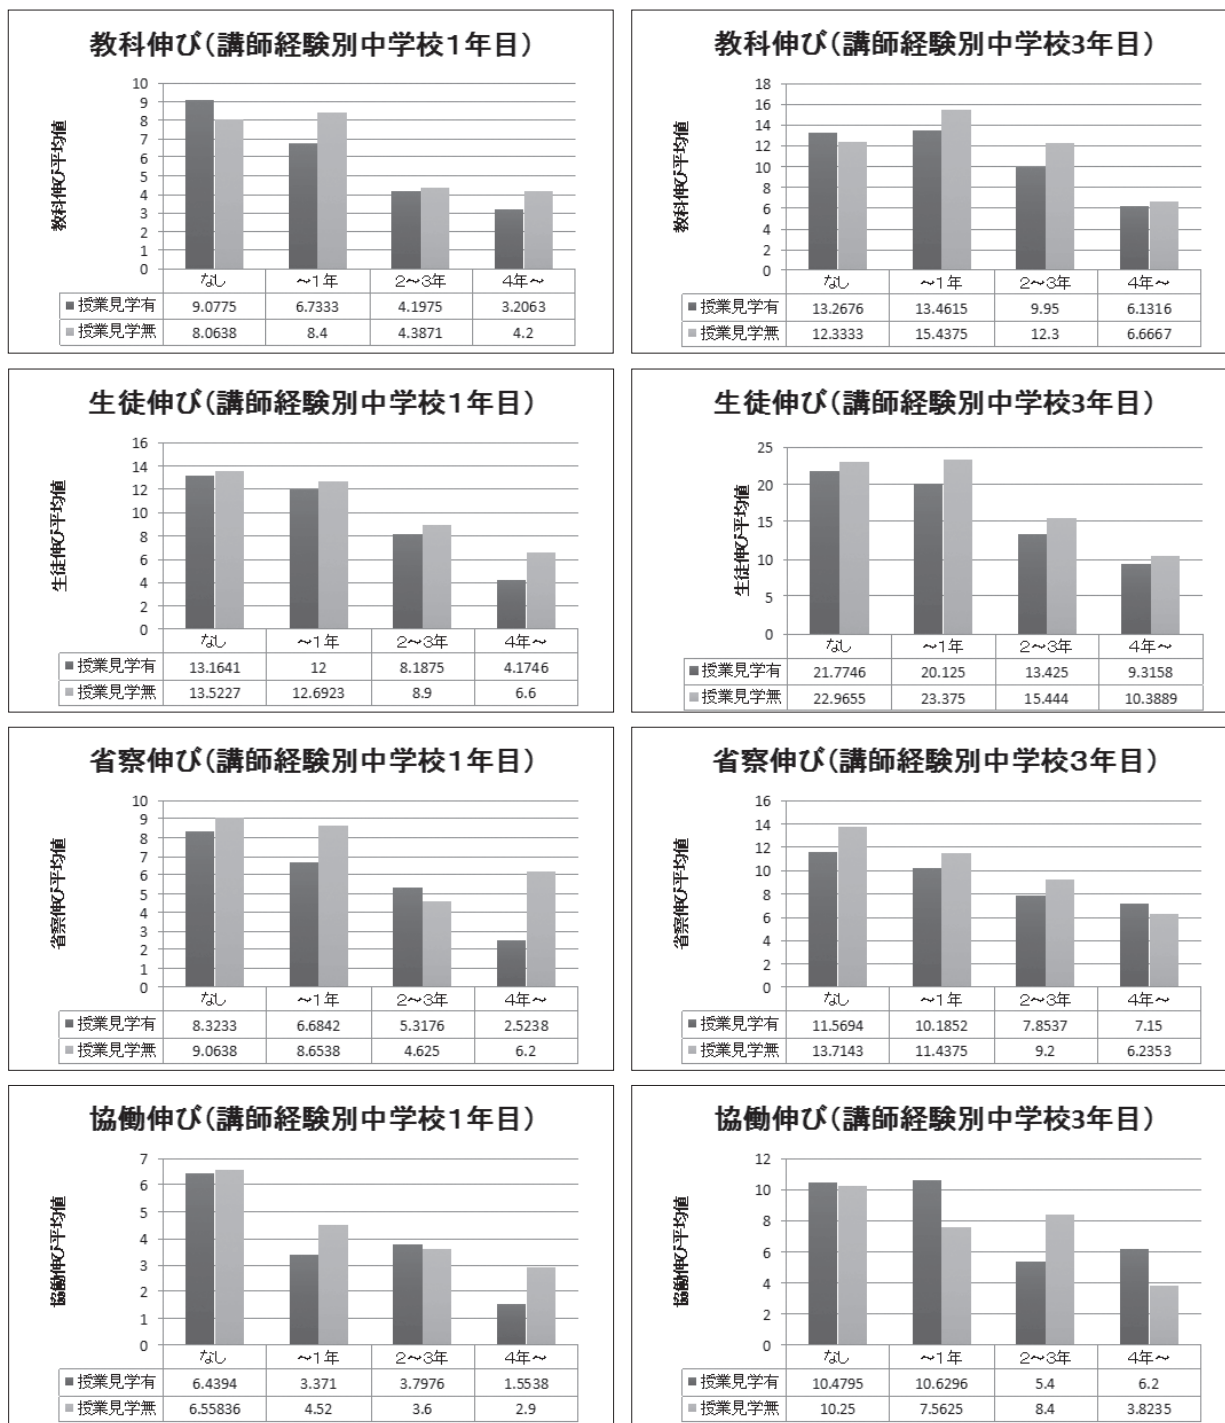 教科伸び(講師経験別中学校1年目)
教科伸び平均値
10
9
8
7
6
5
4
3
2
1
0
なし ～1年 2～3年 4年～
授業見学有 9.0775 6.7333 4.1975 3.2063
授業見学無 8.0638 8.4 4.3871 4.2
教科伸び(講師経験別中学校3年目)
教科伸び平均値
18
16
14
12
10
8
6
4
2
0
なし ～1年 2～3年 4年～
授業見学有 13.2676 13.4615 9.95 6.1316
授業見学無 12.3333 15.4375 12.3 6.6667
生徒伸び(講師経験別中学校1年目)
生徒伸び平均値
16
14
12
10
8
6
4
2
0
なし ～1年 2～3年 4年～
授業見学有 13.1641 12 8.1875 4.1746
授業見学無 13.5227 12.6923 8.9 6.6
生徒伸び(講師経験別中学校3年目)
生徒伸び平均値
25
20
15
10
5
0
なし ～1年 2～3年 4年～
授業見学有 21.7746 20.125 13.425 9.3158
授業見学無 22.9655 23.375 15.444 10.3889
省察伸び(講師経験別中学校1年目)
省察伸び平均値
10
9
8
7
6
5
4
3
2
1
0
なし ～1年 2～3年 4年～
授業見学有 8.3233 6.6842 5.3176 2.5238
授業見学無 9.0638 8.6538 4.625 6.2
省察伸び(講師経験別中学校3年目)
省察伸び平均値
16
14
12
10
8
6
4
2
0
なし ～1年 2～3年 4年～
授業見学有 11.5694 10.1852 7.8537 7.15
授業見学無 13.7143 11.4375 9.2 6.2353
協働伸び(講師経験別中学校1年目)
協働伸び平均値
7
6
5
4
3
2
1
0
なし ～1年 2～3年 4年～
授業見学有 6.4394 3.371 3.7976 1.5538
授業見学無 6.55836 4.52 3.6 2.9
協働伸び(講師経験別中学校3年目)
協働伸び平均値
12
10
8
6
4
2
0
なし ～1年 2～3年 4年～
授業見学有 10.4795 10.6296 5.4 6.2
授業見学無 10.25 7.5625 8.4 3.8235